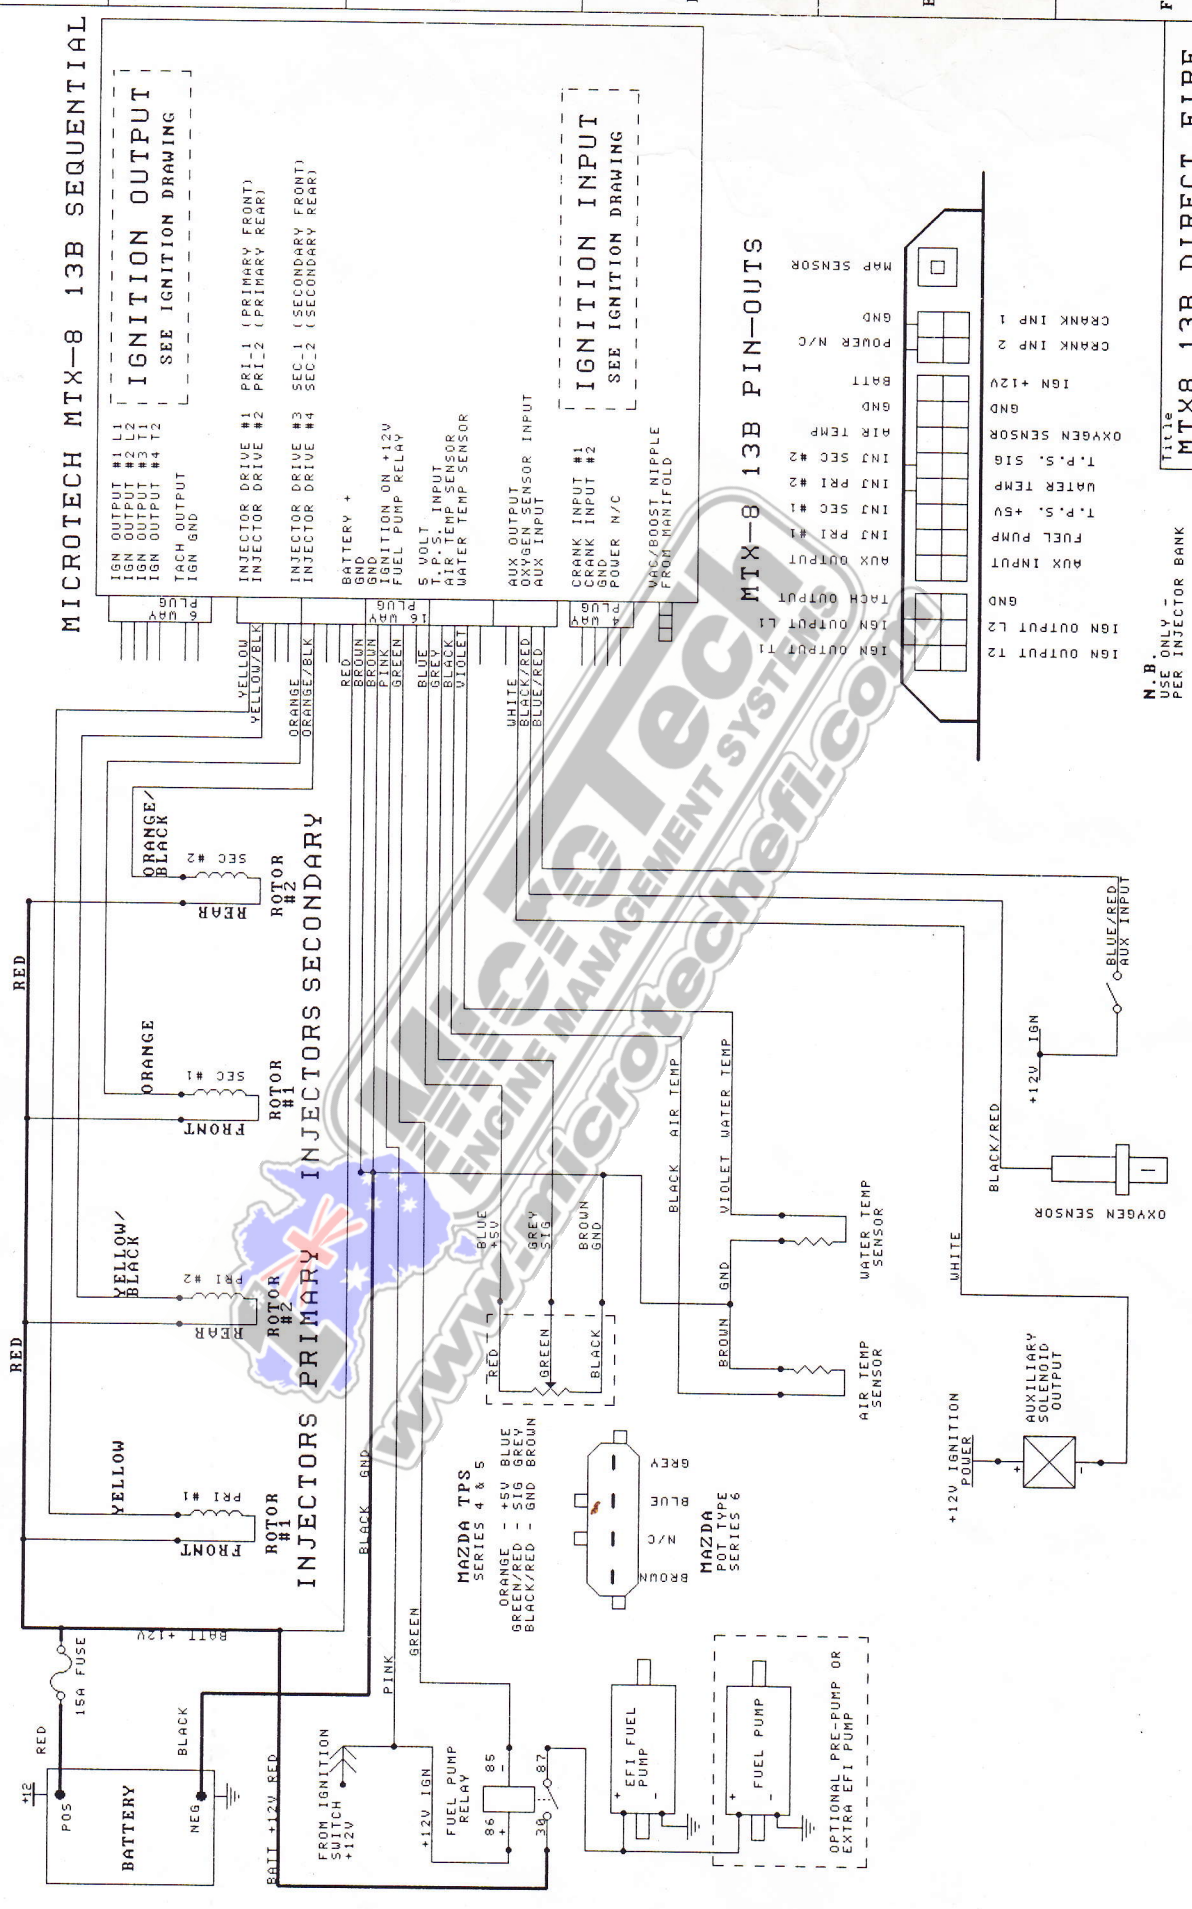 MICROTECH MTX-8 13B SEQUENTIAL
IGN OUTPUT #1 L1
IGN OUTPUT #2 L2
IGN OUTPUT #3 T1
IGN OUTPUT #4 T2
TACH OUTPUT
IGN GND
IGNITION OUTPUT
SEE IGNITION DRAWING
INJECTOR DRIVE #1 PRI_1 (PRIMARY FRONT)
INJECTOR DRIVE #2 PRI_2 (PRIMARY REAR)
INJECTOR DRIVE #3 SEC-1 (SECONDARY FRONT)
INJECTOR DRIVE #4 SEC-2 (SECONDARY REAR)
BATTERY +
GND
GND
IGNITION ON +12V
FUEL PUMP RELAY
5 VOLT
T.P.S. INPUT
AIR TEMP SENSOR
WATER TEMP SENSOR
AUX OUTPUT
OXYGEN SENSOR INPUT
AUX INPUT
CRANK INPUT #1
CRANK INPUT #2
GND
POWER N/C
VAC/BOOST NIPPLE
FROM MANIFOLD
IGNITION INPUT
SEE IGNITION DRAWING
6 WAY
PLUG
16 WAY
PLUG
4 WAY
PLUG
YELLOW
YELLOW/BLK
ORANGE
ORANGE/BLK
RED
BROWN
BROWN
PINK
GREEN
BLUE
GREY
BLACK
VIOLET
WHITE
BLACK/RED
BLUE/RED
RED
RED
ORANGE/
BLACK
SEC #2
REAR
ROTOR
#2
ORANGE
SEC #1
FRONT
ROTOR
#1
INJECTORS SECONDARY
YELLOW/
BLACK
PRI #2
REAR
ROTOR
#2
YELLOW
PRI #1
FRONT
ROTOR
#1
INJECTORS PRIMARY
+12
POS
RED
15A FUSE
BATT +12V
NEG
BLACK
BATTERY
BATT +12V RED
BLACK GND
FROM IGNITION
SWITCH
+12V
PINK
GREEN
+12V IGN
FUEL PUMP
RELAY
86
+
85
-
30
87
+
EFI FUEL
PUMP
-
+
FUEL PUMP
-
OPTIONAL PRE-PUMP OR
EXTRA EFI PUMP
MAZDA TPS
SERIES 4 & 5
ORANGE - +5V BLUE
GREEN/RED - SIG GREY
BLACK/RED - GND BROWN
BROWN
N/C
BLUE
GREY
MAZDA
POT TYPE
SERIES 6
BLUE
+5V
GREY
SIG
BROWN
GND
RED
GREEN
BLACK
BLACK AIR TEMP
VIOLET WATER TEMP
BROWN
GND
AIR TEMP
SENSOR
WATER TEMP
SENSOR
WHITE
+12V IGNITION
POWER
+
-
AUXILIARY
SOLENOID
OUTPUT
BLACK/RED
OXYGEN SENSOR
+12V IGN
BLUE/RED
AUX INPUT
MTX-8 13B PIN-OUTS
IGN OUTPUT T1
IGN OUTPUT L1
TACH OUTPUT
AUX OUTPUT
INJ PRI #1
INJ SEC #1
INJ PRI #2
INJ SEC #2
AIR TEMP
GND
BATT
POWER N/C
GND
MAP SENSOR
IGN OUTPUT T2
IGN OUTPUT L2
GND
AUX INPUT
FUEL PUMP
T.P.S. +5V
WATER TEMP
T.P.S. SIG
OXYGEN SENSOR
GND
IGN +12V
CRANK INP 2
CRANK INP 1
N.B.
USE ONLY -
PER INJECTOR BANK
Title
MTX8 13B DIRECT FIRE
MicroTech
ENGINE MANAGEMENT SYSTEMS
www.microtechefi.com